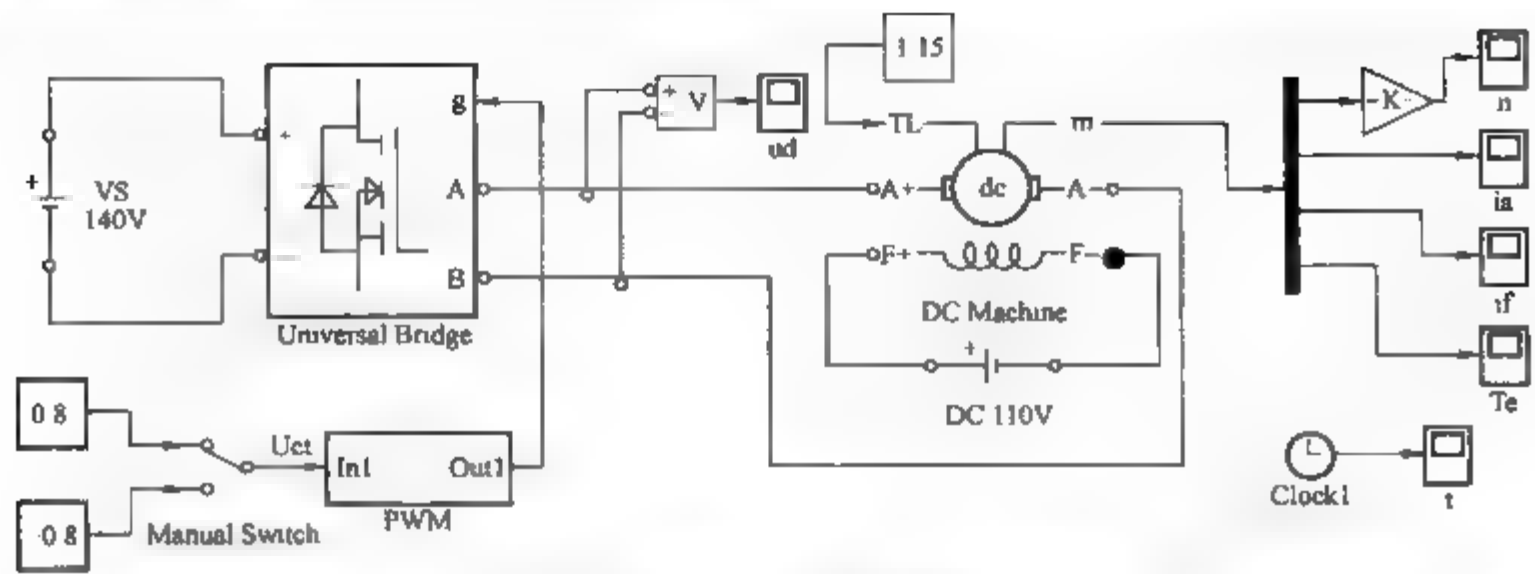 1 15
n
+
g
+
V
K
ud
TL
m
+
VS
140V
A
A+
dc
A
ia
B
F+
F
DC Machine
if
Universal Bridge
+
0 8
DC 110V
Te
Uct
In1
Out1
Clock1
t
-0 8
Manual Switch
PWM